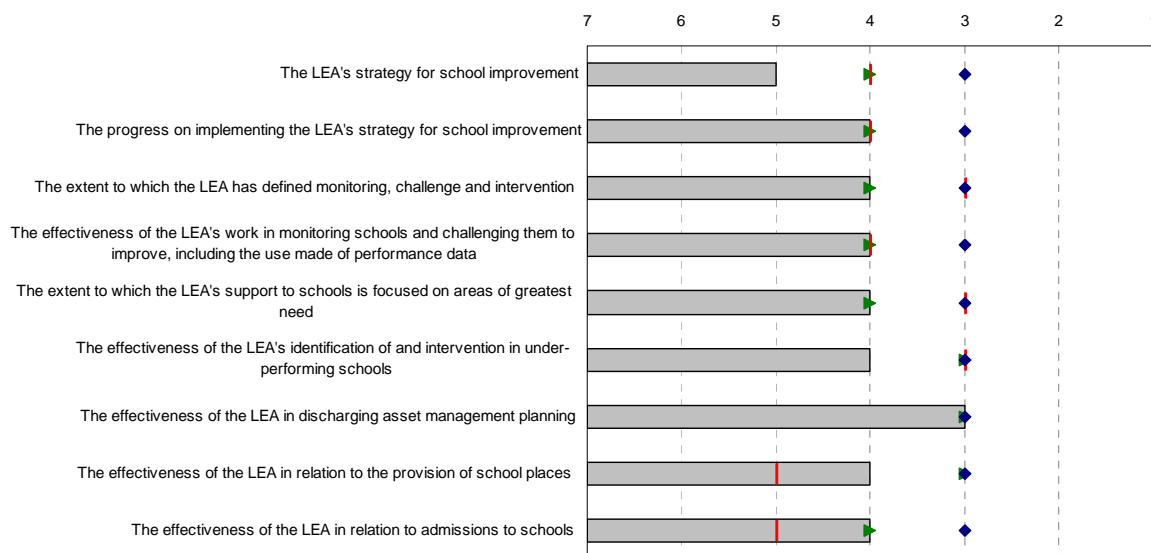 7 6 5 4 3 2
The LEA's strategy for school improvement
The progress on implementing the LEA's strategy for school improvement
The extent to which the LEA has defined monitoring, challenge and intervention
The effectiveness of the LEA's work in monitoring schools and challenging them to
improve, including the use made of performance data
The extent to which the LEA's support to schools is focused on areas of greatest
need
The effectiveness of the LEA's identification of and intervention in under-
performing schools
The effectiveness of the LEA in discharging asset management planning
The effectiveness of the LEA in relation to the provision of school places
The effectiveness of the LEA in relation to admissions to schools